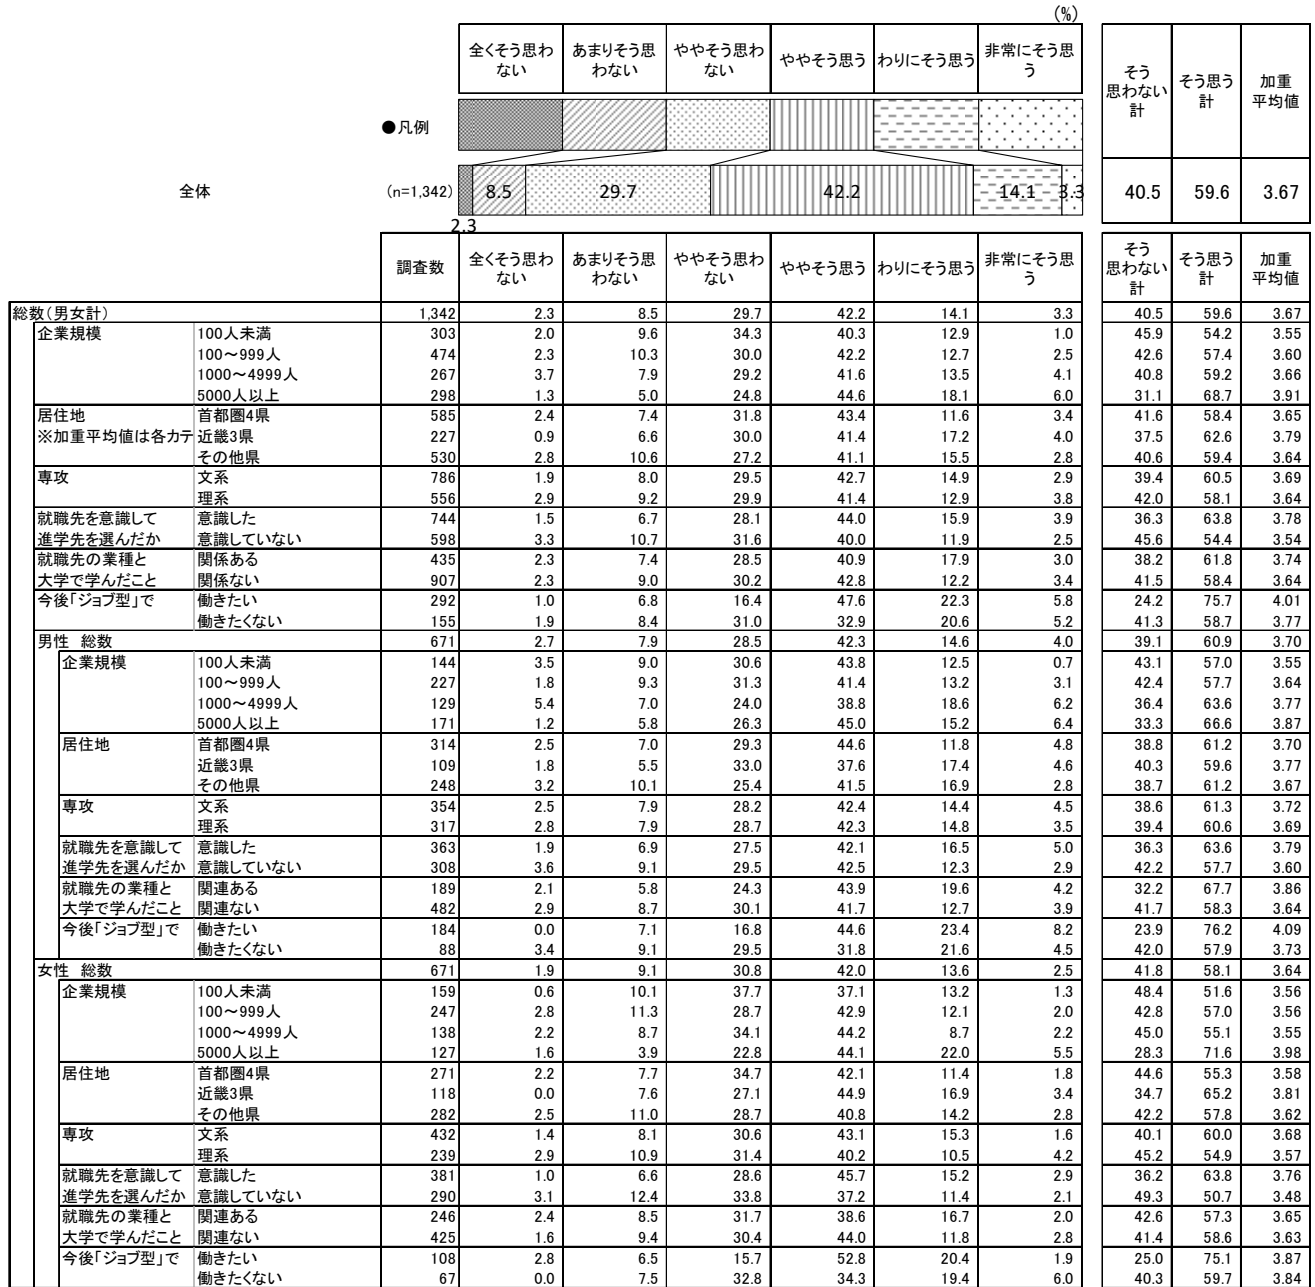 (%)
全くそう思わない あまりそう思わない ややそう思わない ややそう思う わりにそう思う 非常にそう思う そう思わない計 そう思う計 加重平均値
●凡例
全体 (n=1,342) 2.3 8.5 29.7 42.2 14.1 3.3 40.5 59.6 3.67
調査数 全くそう思わない あまりそう思わない ややそう思わない ややそう思う わりにそう思う 非常にそう思う そう思わない計 そう思う計 加重平均値
総数(男女計) 1,342 2.3 8.5 29.7 42.2 14.1 3.3 40.5 59.6 3.67
企業規模 100人未満 303 2.0 9.6 34.3 40.3 12.9 1.0 45.9 54.2 3.55
100～999人 474 2.3 10.3 30.0 42.2 12.7 2.5 42.6 57.4 3.60
1000～4999人 267 3.7 7.9 29.2 41.6 13.5 4.1 40.8 59.2 3.66
5000人以上 298 1.3 5.0 24.8 44.6 18.1 6.0 31.1 68.7 3.91
居住地 首都圏4県 585 2.4 7.4 31.8 43.4 11.6 3.4 41.6 58.4 3.65
※加重平均値は各カテ 近畿3県 227 0.9 6.6 30.0 41.4 17.2 4.0 37.5 62.6 3.79
その他県 530 2.8 10.6 27.2 41.1 15.5 2.8 40.6 59.4 3.64
専攻 文系 786 1.9 8.0 29.5 42.7 14.9 2.9 39.4 60.5 3.69
理系 556 2.9 9.2 29.9 41.4 12.9 3.8 42.0 58.1 3.64
就職先を意識して 意識した 744 1.5 6.7 28.1 44.0 15.9 3.9 36.3 63.8 3.78
進学先を選んだか 意識していない 598 3.3 10.7 31.6 40.0 11.9 2.5 45.6 54.4 3.54
就職先の業種と 関係ある 435 2.3 7.4 28.5 40.9 17.9 3.0 38.2 61.8 3.74
大学で学んだこと 関係ない 907 2.3 9.0 30.2 42.8 12.2 3.4 41.5 58.4 3.64
今後「ジョブ型」で 働きたい 292 1.0 6.8 16.4 47.6 22.3 5.8 24.2 75.7 4.01
働きたくない 155 1.9 8.4 31.0 32.9 20.6 5.2 41.3 58.7 3.77
男性 総数 671 2.7 7.9 28.5 42.3 14.6 4.0 39.1 60.9 3.70
企業規模 100人未満 144 3.5 9.0 30.6 43.8 12.5 0.7 43.1 57.0 3.55
100～999人 227 1.8 9.3 31.3 41.4 13.2 3.1 42.4 57.7 3.64
1000～4999人 129 5.4 7.0 24.0 38.8 18.6 6.2 36.4 63.6 3.77
5000人以上 171 1.2 5.8 26.3 45.0 15.2 6.4 33.3 66.6 3.87
居住地 首都圏4県 314 2.5 7.0 29.3 44.6 11.8 4.8 38.8 61.2 3.70
近畿3県 109 1.8 5.5 33.0 37.6 17.4 4.6 40.3 59.6 3.77
その他県 248 3.2 10.1 25.4 41.5 16.9 2.8 38.7 61.2 3.67
専攻 文系 354 2.5 7.9 28.2 42.4 14.4 4.5 38.6 61.3 3.72
理系 317 2.8 7.9 28.7 42.3 14.8 3.5 39.4 60.6 3.69
就職先を意識して 意識した 363 1.9 6.9 27.5 42.1 16.5 5.0 36.3 63.6 3.79
進学先を選んだか 意識していない 308 3.6 9.1 29.5 42.5 12.3 2.9 42.2 57.7 3.60
就職先の業種と 関連ある 189 2.1 5.8 24.3 43.9 19.6 4.2 32.2 67.7 3.86
大学で学んだこと 関連ない 482 2.9 8.7 30.1 41.7 12.7 3.9 41.7 58.3 3.64
今後「ジョブ型」で 働きたい 184 0.0 7.1 16.8 44.6 23.4 8.2 23.9 76.2 4.09
働きたくない 88 3.4 9.1 29.5 31.8 21.6 4.5 42.0 57.9 3.73
女性 総数 671 1.9 9.1 30.8 42.0 13.6 2.5 41.8 58.1 3.64
企業規模 100人未満 159 0.6 10.1 37.7 37.1 13.2 1.3 48.4 51.6 3.56
100～999人 247 2.8 11.3 28.7 42.9 12.1 2.0 42.8 57.0 3.56
1000～4999人 138 2.2 8.7 34.1 44.2 8.7 2.2 45.0 55.1 3.55
5000人以上 127 1.6 3.9 22.8 44.1 22.0 5.5 28.3 71.6 3.98
居住地 首都圏4県 271 2.2 7.7 34.7 42.1 11.4 1.8 44.6 55.3 3.58
近畿3県 118 0.0 7.6 27.1 44.9 16.9 3.4 34.7 65.2 3.81
その他県 282 2.5 11.0 28.7 40.8 14.2 2.8 42.2 57.8 3.62
専攻 文系 432 1.4 8.1 30.6 43.1 15.3 1.6 40.1 60.0 3.68
理系 239 2.9 10.9 31.4 40.2 10.5 4.2 45.2 54.9 3.57
就職先を意識して 意識した 381 1.0 6.6 28.6 45.7 15.2 2.9 36.2 63.8 3.76
進学先を選んだか 意識していない 290 3.1 12.4 33.8 37.2 11.4 2.1 49.3 50.7 3.48
就職先の業種と 関連ある 246 2.4 8.5 31.7 38.6 16.7 2.0 42.6 57.3 3.65
大学で学んだこと 関連ない 425 1.6 9.4 30.4 44.0 11.8 2.8 41.4 58.6 3.63
今後「ジョブ型」で 働きたい 108 2.8 6.5 15.7 52.8 20.4 1.9 25.0 75.1 3.87
働きたくない 67 0.0 7.5 32.8 34.3 19.4 6.0 40.3 59.7 3.84